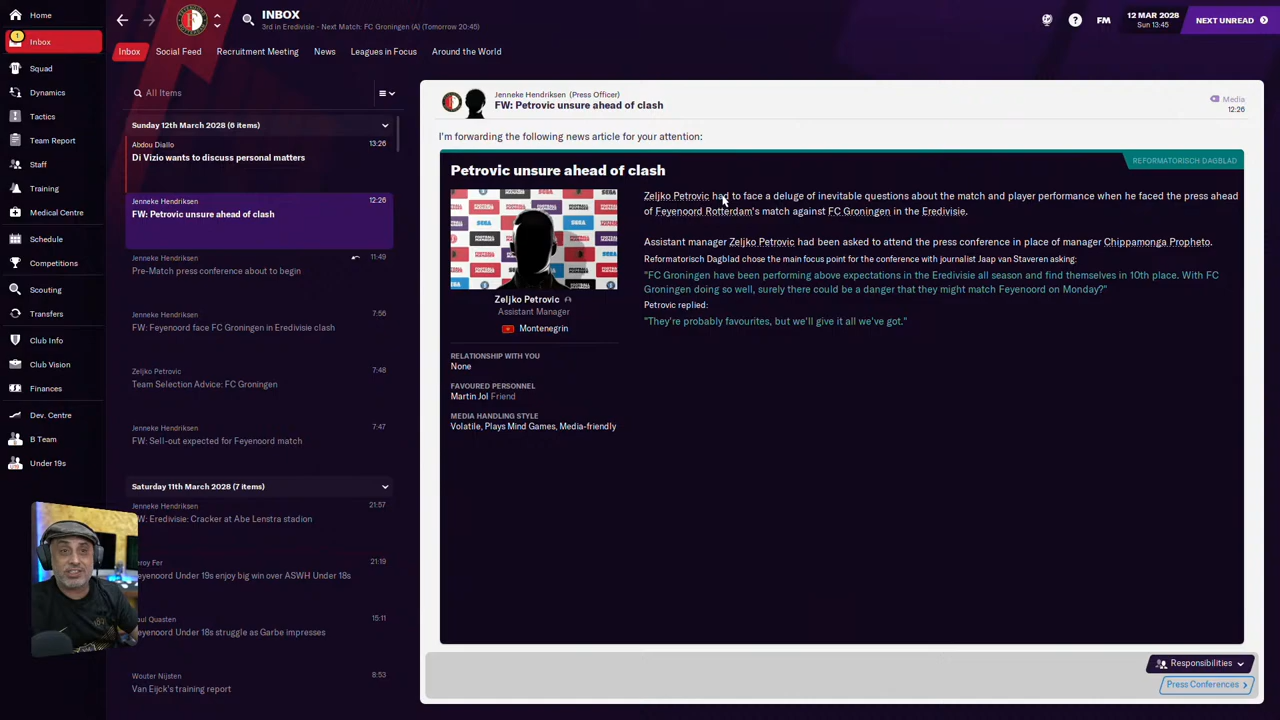 Home
Inbox
1
Squad
Dynamics
Tactics
Team Report
Staff
Training
Medical Centre
Schedule
Competitions
Scouting
Transfers
Club Info
Club Vision
Finances
Dev. Centre
B Team
Under 19s
INBOX
3rd in Eredivisie - Next Match: FC Groningen (A) (Tomorrow 20:45)
FM
12 MAR 2028
Sun 13:45
NEXT UNREAD
Inbox
Social Feed
Recruitment Meeting
News
Leagues in Focus
Around the World
All Items
Sunday 12th March 2028 (6 items)
Abdou Diallo 13:26
Di Vizio wants to discuss personal matters
Jenneke Hendriksen 12:26
FW: Petrovic unsure ahead of clash
Jenneke Hendriksen 11:49
Pre-Match press conference about to begin
Jenneke Hendriksen 7:56
FW: Feyenoord face FC Groningen in Eredivisie clash
Zeljko Petrovic 7:48
Team Selection Advice: FC Groningen
Jenneke Hendriksen 7:47
FW: Sell-out expected for Feyenoord match
Saturday 11th March 2028 (7 items)
Jenneke Hendriksen 21:57
W: Eredivisie: Cracker at Abe Lenstra stadion
eroy Fer 21:19
eyenoord Under 19s enjoy big win over ASWH Under 18s
aul Quasten 15:11
eyenoord Under 18s struggle as Garbe impresses
Wouter Nijsten 8:53
Van Eijck's training report
Jenneke Hendriksen (Press Officer)
FW: Petrovic unsure ahead of clash
Media
12:26
I'm forwarding the following news article for your attention:
REFORMATORISCH DAGBLAD
Petrovic unsure ahead of clash
Zeljko Petrovic
Assistant Manager
Montenegrin
RELATIONSHIP WITH YOU
None
FAVOURED PERSONNEL
Martin Jol Friend
MEDIA HANDLING STYLE
Volatile, Plays Mind Games, Media-friendly
Zeljko Petrovic had to face a deluge of inevitable questions about the match and player performance when he faced the press ahead
of Feyenoord Rotterdam's match against FC Groningen in the Eredivisie.
Assistant manager Zeljko Petrovic had been asked to attend the press conference in place of manager Chippamonga Propheto.
Reformatorisch Dagblad chose the main focus point for the conference with journalist Jaap van Staveren asking:
"FC Groningen have been performing above expectations in the Eredivisie all season and find themselves in 10th place. With FC
Groningen doing so well, surely there could be a danger that they might match Feyenoord on Monday?"
Petrovic replied:
"They're probably favourites, but we'll give it all we've got."
Responsibilities
Press Conferences